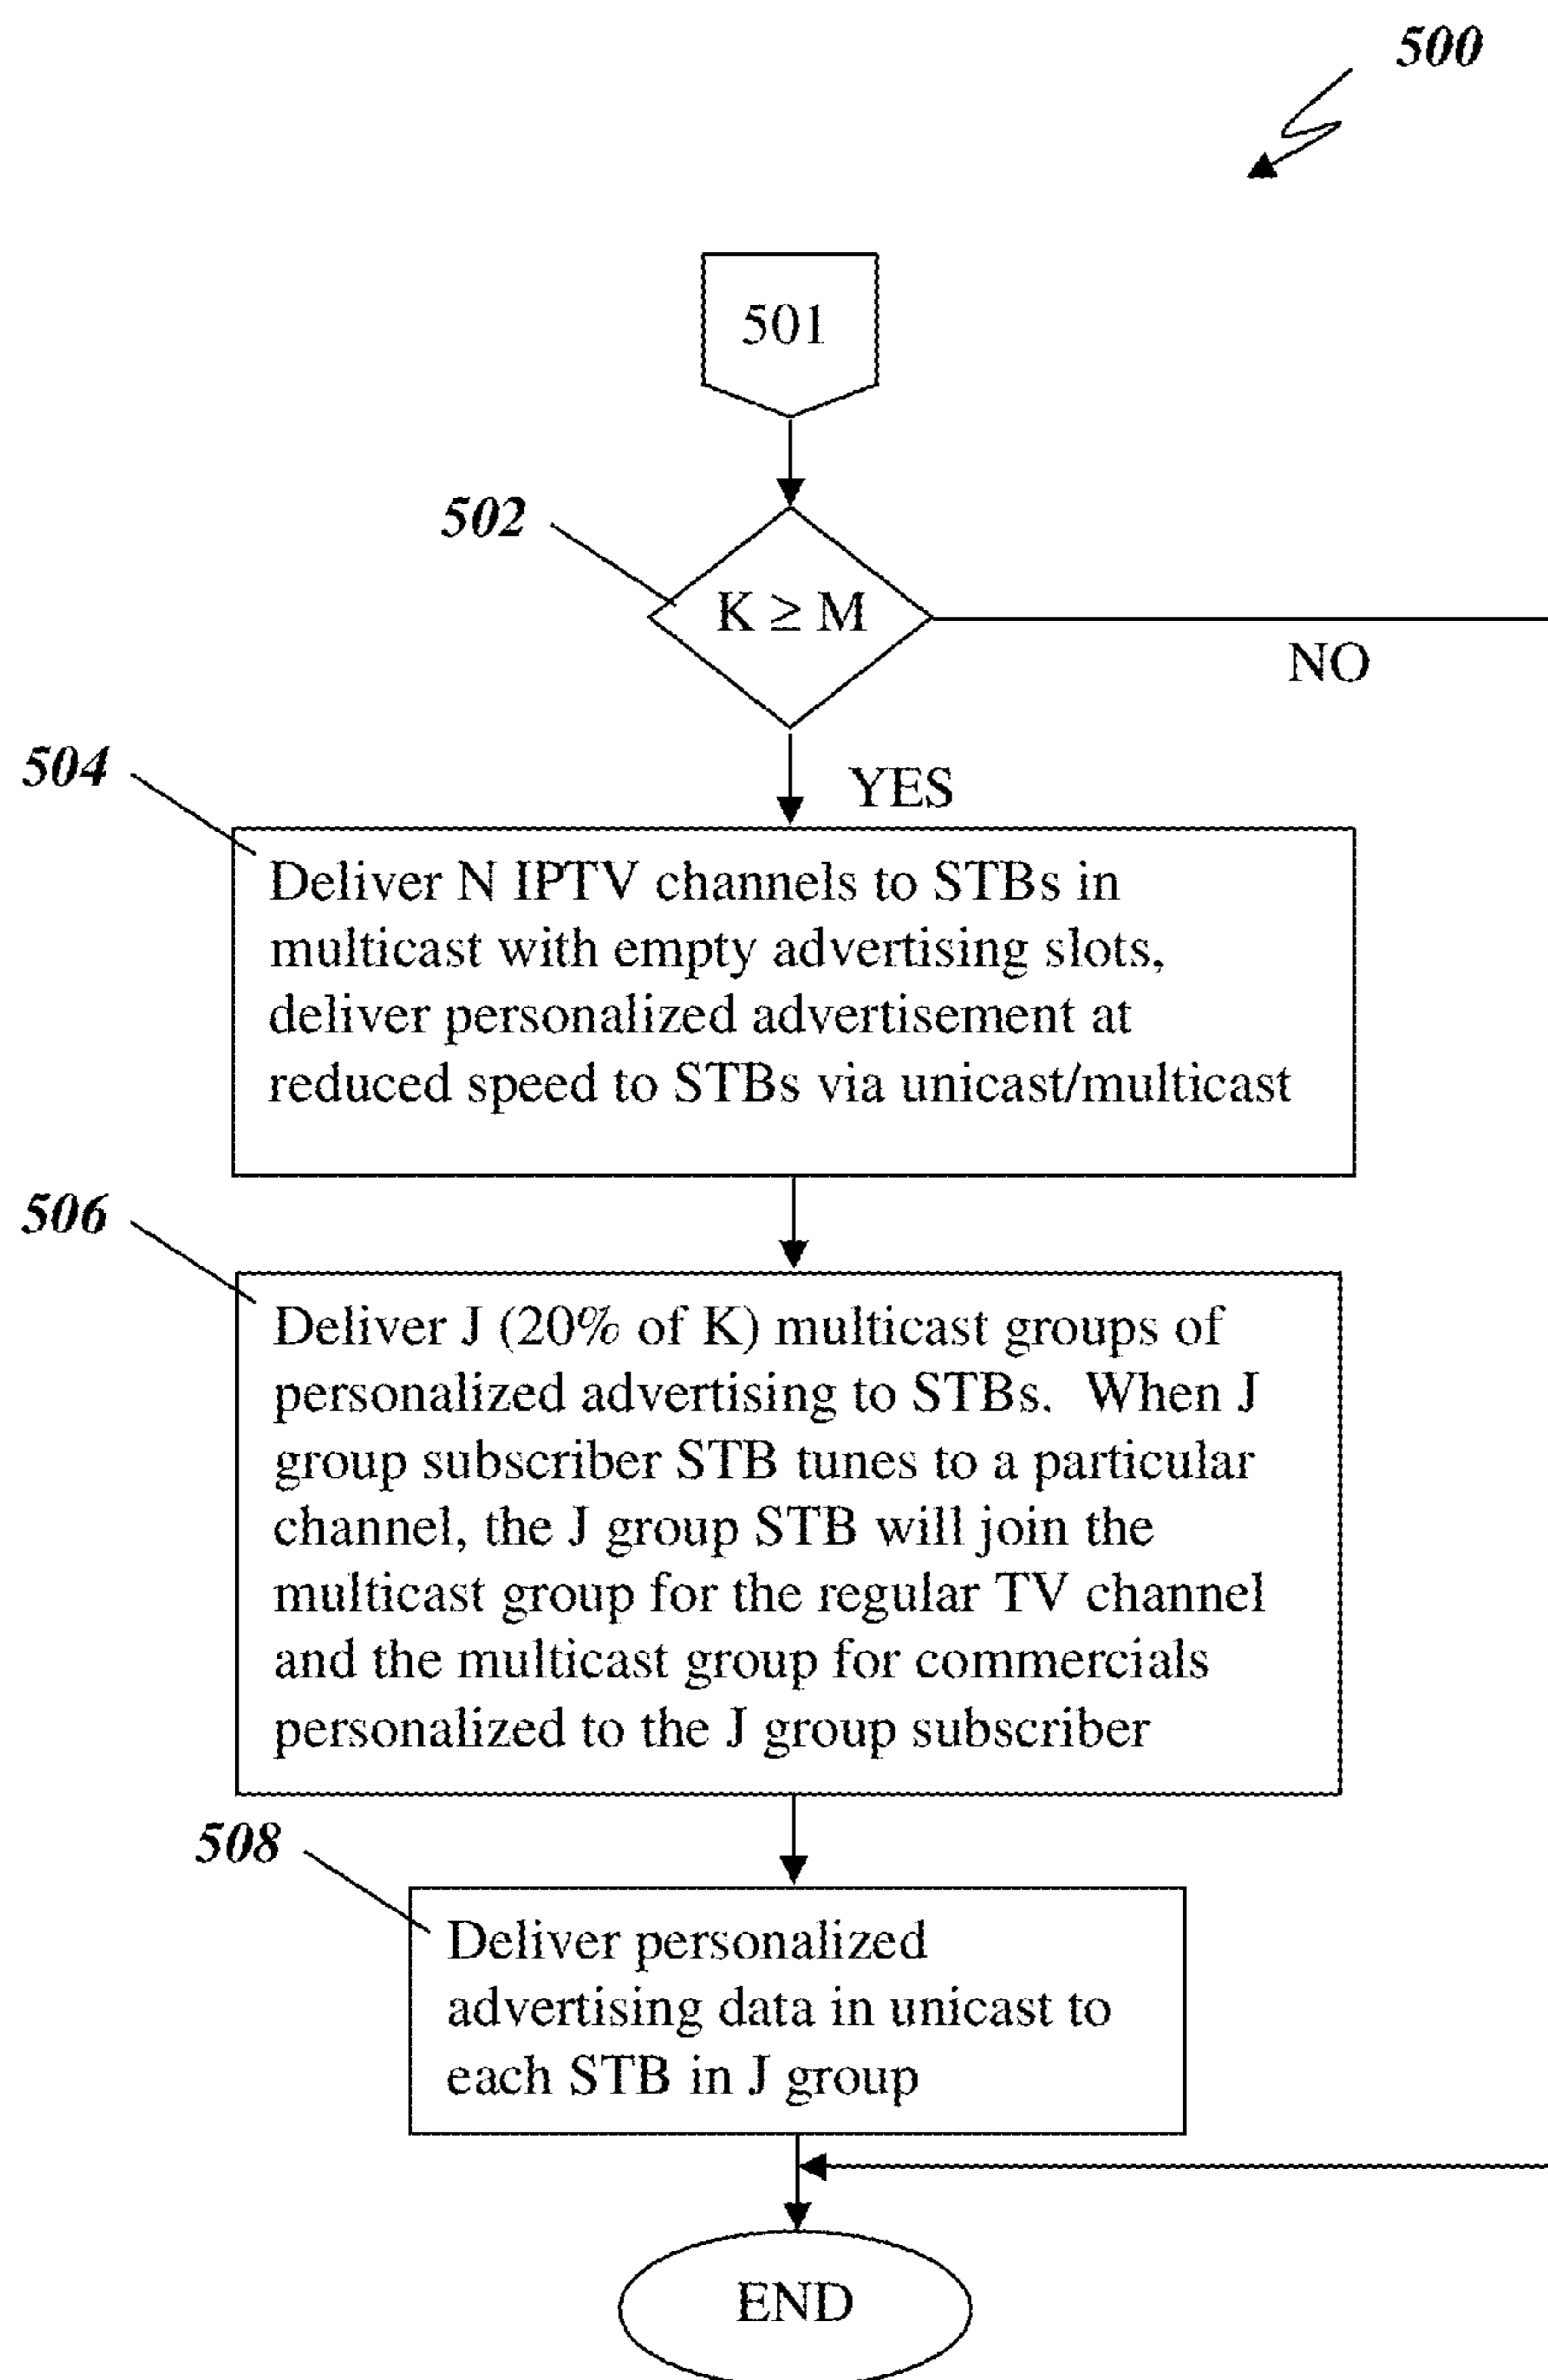 500
501
502
K ≥ M
NO
YES
504
Deliver N IPTV channels to STBs in
multicast with empty advertising slots,
deliver personalized advertisement at
reduced speed to STBs via unicast/multicast
506
Deliver J (20% of K) multicast groups of
personalized advertising to STBs.  When J
group subscriber STB tunes to a particular
channel, the J group STB will join the
multicast group for the regular TV channel
and the multicast group for commercials
personalized to the J group subscriber
508
Deliver personalized
advertising data in unicast to
each STB in J group
END